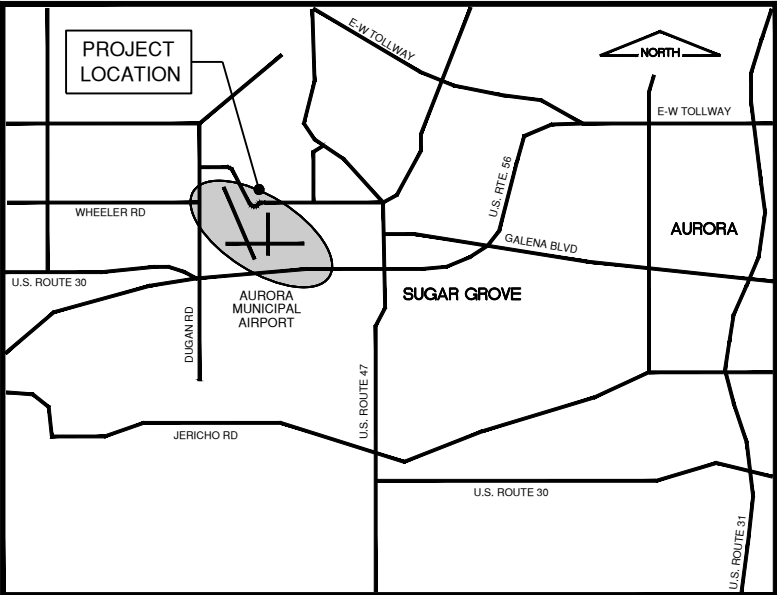 E-W TOLLWAY
PROJECT
LOCATION
NORTH
E-W TOLLWAY
U.S. RTE. 56
WHEELER RD
AURORA
GALENA BLVD
U.S. ROUTE 30
AURORA
MUNICIPAL
AIRPORT
SUGAR GROVE
DUGAN RD
U.S. ROUTE 47
JERICHO RD
U.S. ROUTE 30
U.S. ROUTE 31